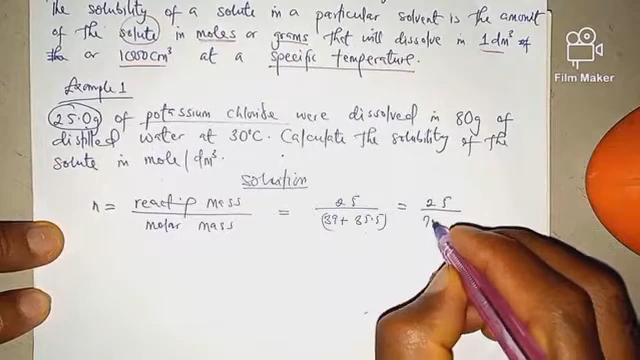 the solubility of a solute in a particular solvent is the amount
of the solute in moles or grams that will dissolve in 1dm³ of
or 1000cm³ at a specific temperature.
Example 1
25.0g of potassium chloride were dissolved in 80g of
distilled water at 30°C. Calculate the solubility of the
solute in mole/dm³.
Solution
n = reacting mass / molar mass = 25 / (39 + 35.5) = 25 / 7
Film Maker